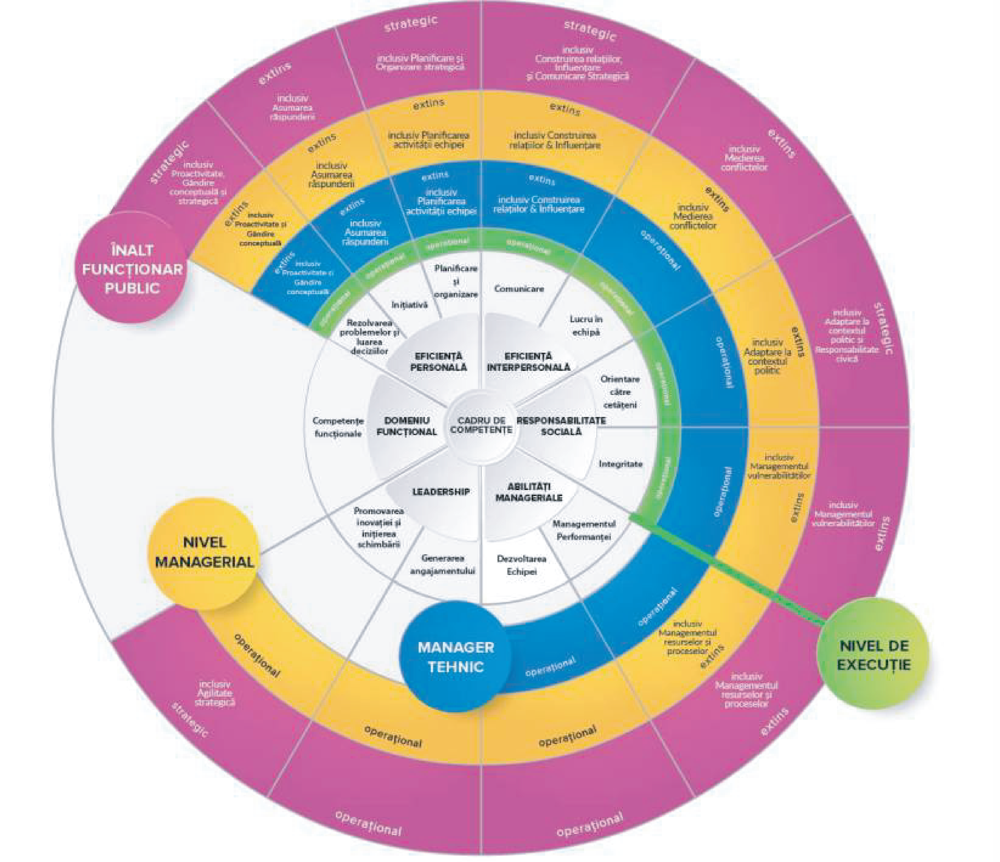 strategic
inclusiv Planificare și
Organizare strategică
strategic
inclusiv
Construirea relațiilor,
Influențare
și Comunicare Strategică
extins
inclusiv
Asumarea
răspunderii
strategic
inclusiv
Proactivitate,
Gândire
conceptuală și
strategică
extins
inclusiv
Medierea
conflictelor
strategic
inclusiv
Adaptare la
contextul
politic și
Responsabilitate
civică
extins
inclusiv
Managementul
vulnerabilităților
extins
inclusiv
Managementul
resurselor și
proceselor
operațional
operațional
strategic
inclusiv
Agilitate
strategică
extins
inclusiv Planificarea
activității echipei
extins
inclusiv Construirea
relațiilor & Influențare
extins
inclusiv
Asumarea
răspunderii
extins
inclusiv
Proactivitate și
Gândire
conceptuală
extins
inclusiv
Medierea
conflictelor
extins
inclusiv
Adaptare la
contextul
politic
inclusiv
Managementul
vulnerabilităților
extins
inclusiv
Managementul
resurselor și
proceselor
extins
operațional
operațional
operațional
extins
inclusiv
Planificarea
activității echipei
extins
inclusiv Construirea
relațiilor & Influențare
extins
inclusiv
Asumarea
răspunderii
extins
inclusiv
Proactivitate și
Gândire
conceptuală
operațional
operațional
operațional
operațional
operațional
operațional
operațional
operațional
operațional
operațional
operațional
operațional
Planificare
și
organizare
Comunicare
Inițiativă
Lucru în
echipă
Rezolvarea
problemelor și
luarea
deciziilor
Orientare
către
cetățeni
Integritate
Managementul
Performanței
Dezvoltarea
Echipei
Generarea
angajamentului
Promovarea
inovației și
inițierea
schimbării
Competențe
funcționale
EFICIENȚĂ
PERSONALĂ
EFICIENȚĂ
INTERPERSONALĂ
DOMENIU
FUNCȚIONAL
CADRU DE
COMPETENȚE
RESPONSABILITATE
SOCIALĂ
LEADERSHIP
ABILITĂȚI
MANAGERIALE
ÎNALT
FUNCȚIONAR
PUBLIC
NIVEL
MANAGERIAL
MANAGER
TEHNIC
NIVEL DE
EXECUȚIE